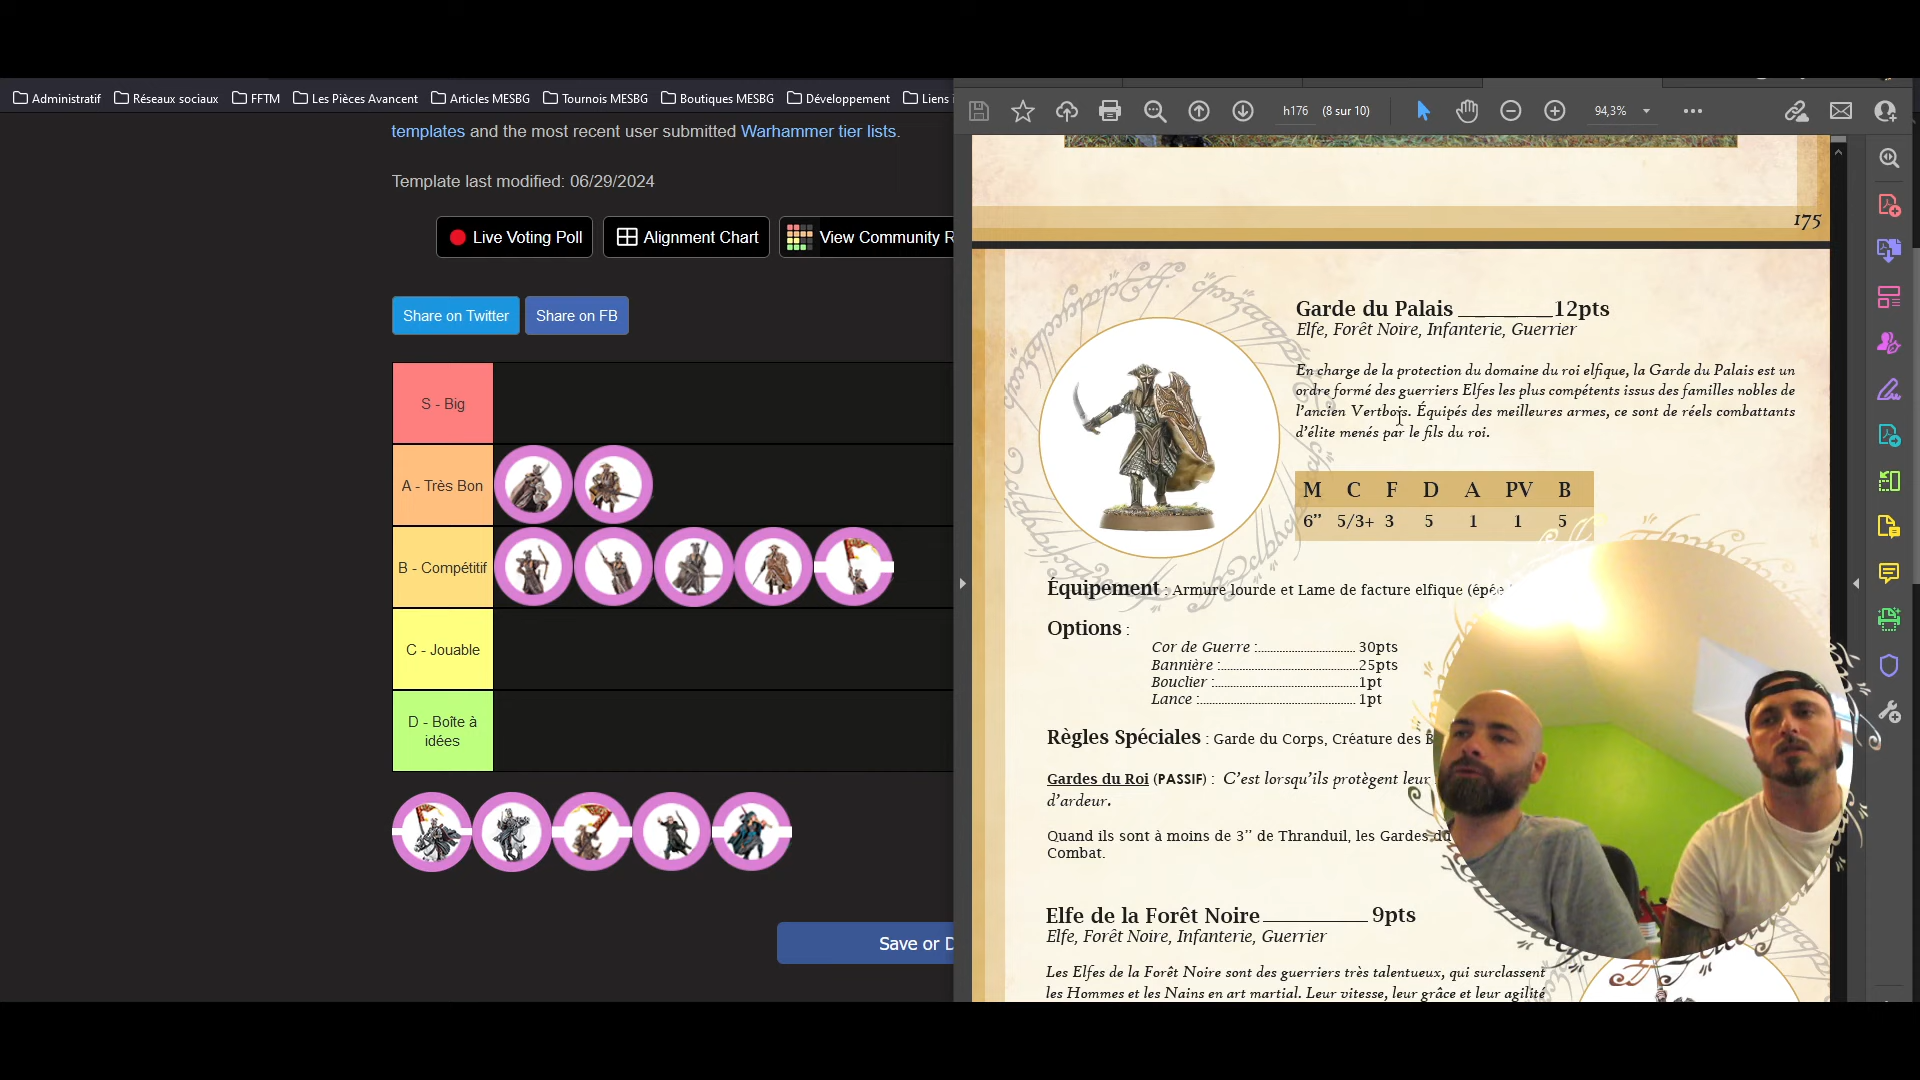 Administratif Réseaux sociaux FFTM Les Pièces Avancent Articles MESBG Tournois MESBG Boutiques MESBG Développement Liens
templates and the most recent user submitted Warhammer tier lists.
Template last modified: 06/29/2024
Live Voting Poll Alignment Chart View Community R
Share on Twitter Share on FB
S - Big
A - Très Bon
B - Compétitif
C - Jouable
D - Boîte à
idées
Save or D
h176 (8 sur 10) 94,3%
175
Garde du Palais ________12pts
Elfe, Forêt Noire, Infanterie, Guerrier
En charge de la protection du domaine du roi elfique, la Garde du Palais est un
ordre formé des guerriers Elfes les plus compétents issus des familles nobles de
l'ancien Vertbois. Équipés des meilleures armes, ce sont de réels combattants
d'élite menés par le fils du roi.
M C F D A PV B
6” 5/3+ 3 5 1 1 5
Équipement : Armure lourde et Lame de facture elfique (épée
Options :
Cor de Guerre :.............................. 30pts
Bannière :.........................................25pts
Bouclier :...........................................1pt
Lance :.............................................. 1pt
Règles Spéciales : Garde du Corps, Créature des B
Gardes du Roi (PASSIF) : C'est lorsqu'ils protègent leur
d'ardeur.
Quand ils sont à moins de 3” de Thranduil, les Gardes du
Combat.
Elfe de la Forêt Noire_________ 9pts
Elfe, Forêt Noire, Infanterie, Guerrier
Les Elfes de la Forêt Noire sont des guerriers très talentueux, qui surclassent
les Hommes et les Nains en art martial. Leur vitesse, leur grâce et leur agilité